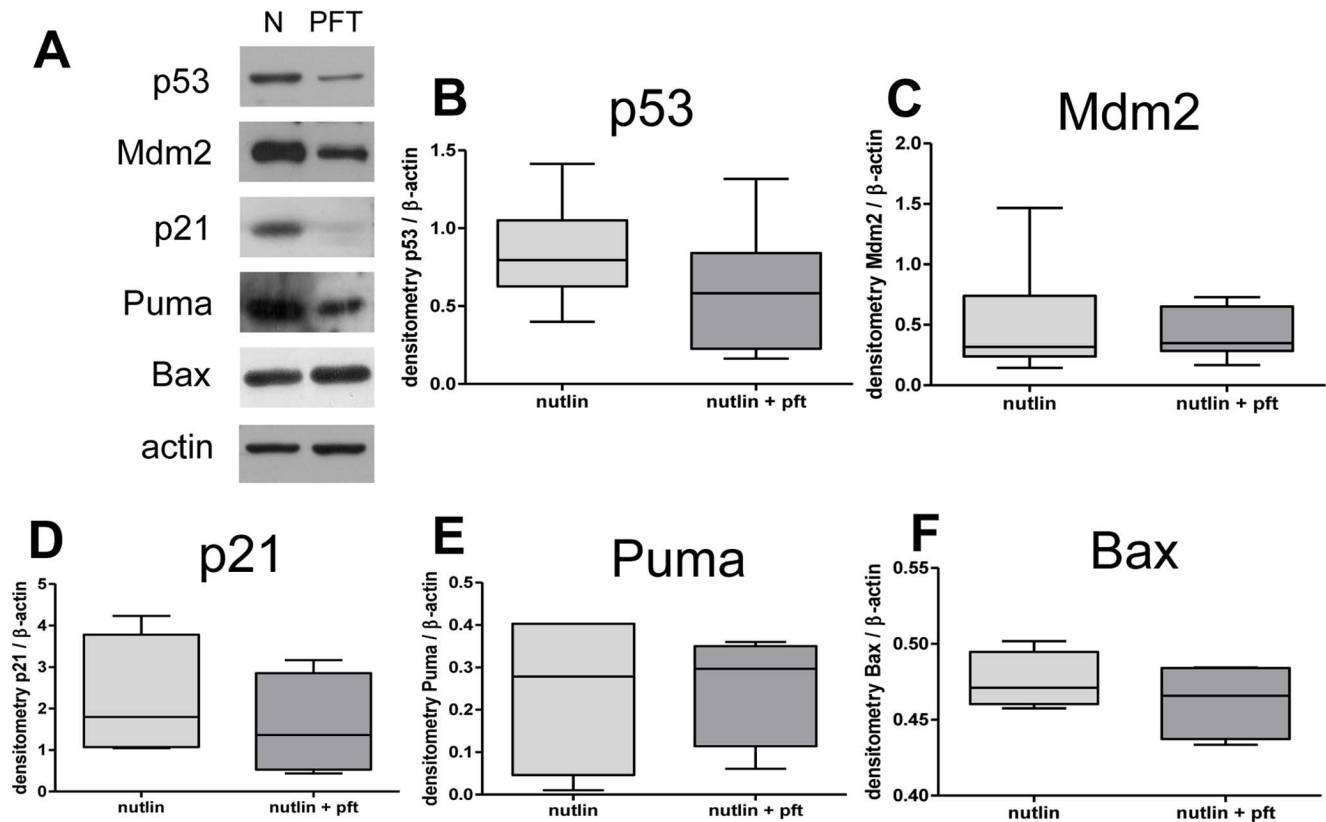 A
N PFT
p53
Mdm2
p21
Puma
Bax
actin
B p53
densitometry p53 / β-actin
1.5
1.0
0.5
0.0
nutlin nutlin + pft
C Mdm2
densitometry Mdm2 / β-actin
2.0
1.5
1.0
0.5
0.0
nutlin nutlin + pft
D p21
densitometry p21 / β-actin
5
4
3
2
1
0
nutlin nutlin + pft
E Puma
densitometry Puma / β-actin
0.5
0.4
0.3
0.2
0.1
0.0
nutlin nutlin + pft
F Bax
densitometry Bax / β-actin
0.55
0.50
0.45
0.40
nutlin nutlin + pft